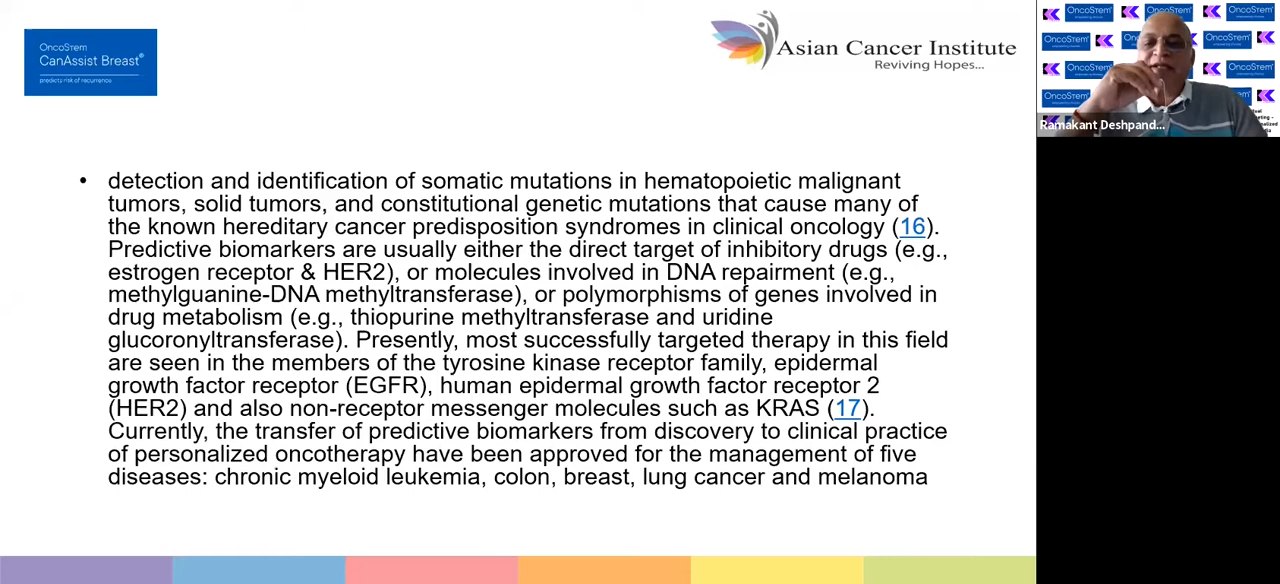 OncoStem
CanAssist Breast®
predicts risk of recurrence
Asian Cancer Institute
Reviving Hopes...
• detection and identification of somatic mutations in hematopoietic malignant
tumors, solid tumors, and constitutional genetic mutations that cause many of
the known hereditary cancer predisposition syndromes in clinical oncology (16).
Predictive biomarkers are usually either the direct target of inhibitory drugs (e.g.,
estrogen receptor & HER2), or molecules involved in DNA repairment (e.g.,
methylguanine-DNA methyltransferase), or polymorphisms of genes involved in
drug metabolism (e.g., thiopurine methyltransferase and uridine
glucoronyltransferase). Presently, most successfully targeted therapy in this field
are seen in the members of the tyrosine kinase receptor family, epidermal
growth factor receptor (EGFR), human epidermal growth factor receptor 2
(HER2) and also non-receptor messenger molecules such as KRAS (17).
Currently, the transfer of predictive biomarkers from discovery to clinical practice
of personalized oncotherapy have been approved for the management of five
diseases: chronic myeloid leukemia, colon, breast, lung cancer and melanoma
OncoStem OncoStem OncoStem
OncoStem OncoStem
OncoStem OncoStem
OncoStem
Ramakant Deshpand...